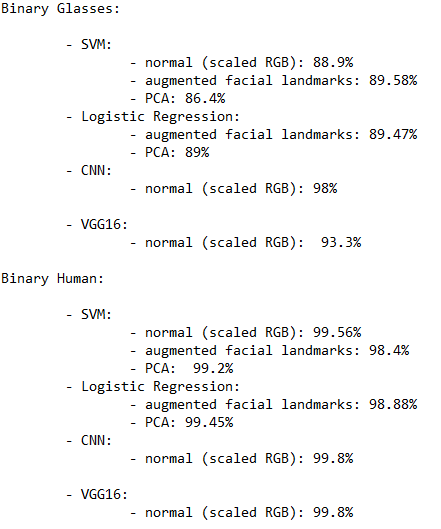 Binary Glasses:
- SVM:
- normal (scaled RGB): 88.9%
- augmented facial landmarks: 89.58%
- PCA: 86.4%
- Logistic Regression:
- augmented facial landmarks: 89.47%
- PCA: 89%
- CNN:
- normal (scaled RGB): 98%
- VGG16:
- normal (scaled RGB):  93.3%
Binary Human:
- SVM:
- normal (scaled RGB): 99.56%
- augmented facial landmarks: 98.4%
- PCA:  99.2%
- Logistic Regression:
- augmented facial landmarks: 98.88%
- PCA: 99.45%
- CNN:
- normal (scaled RGB): 99.8%
- VGG16:
- normal (scaled RGB): 99.8%